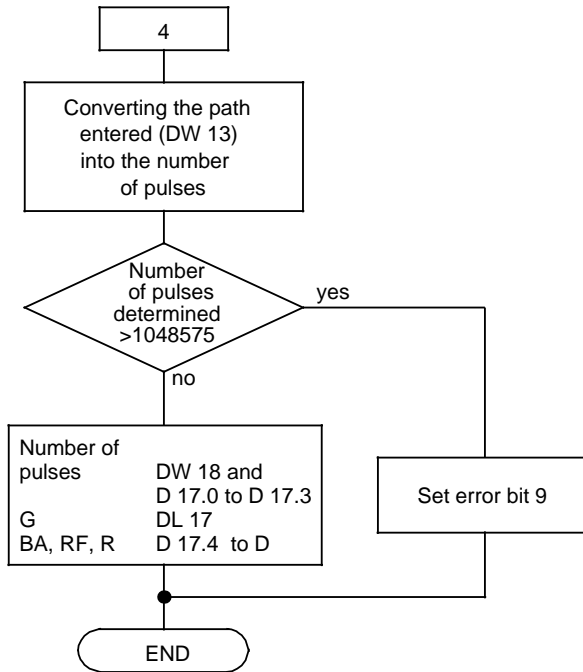 4
Converting the path
entered (DW 13)
into the number
of pulses
Number
of pulses
determined
>1048575
yes
no
Number of
pulses DW 18 and
D 17.0 to D 17.3
G DL 17
BA, RF, R D 17.4 to D
Set error bit 9
END